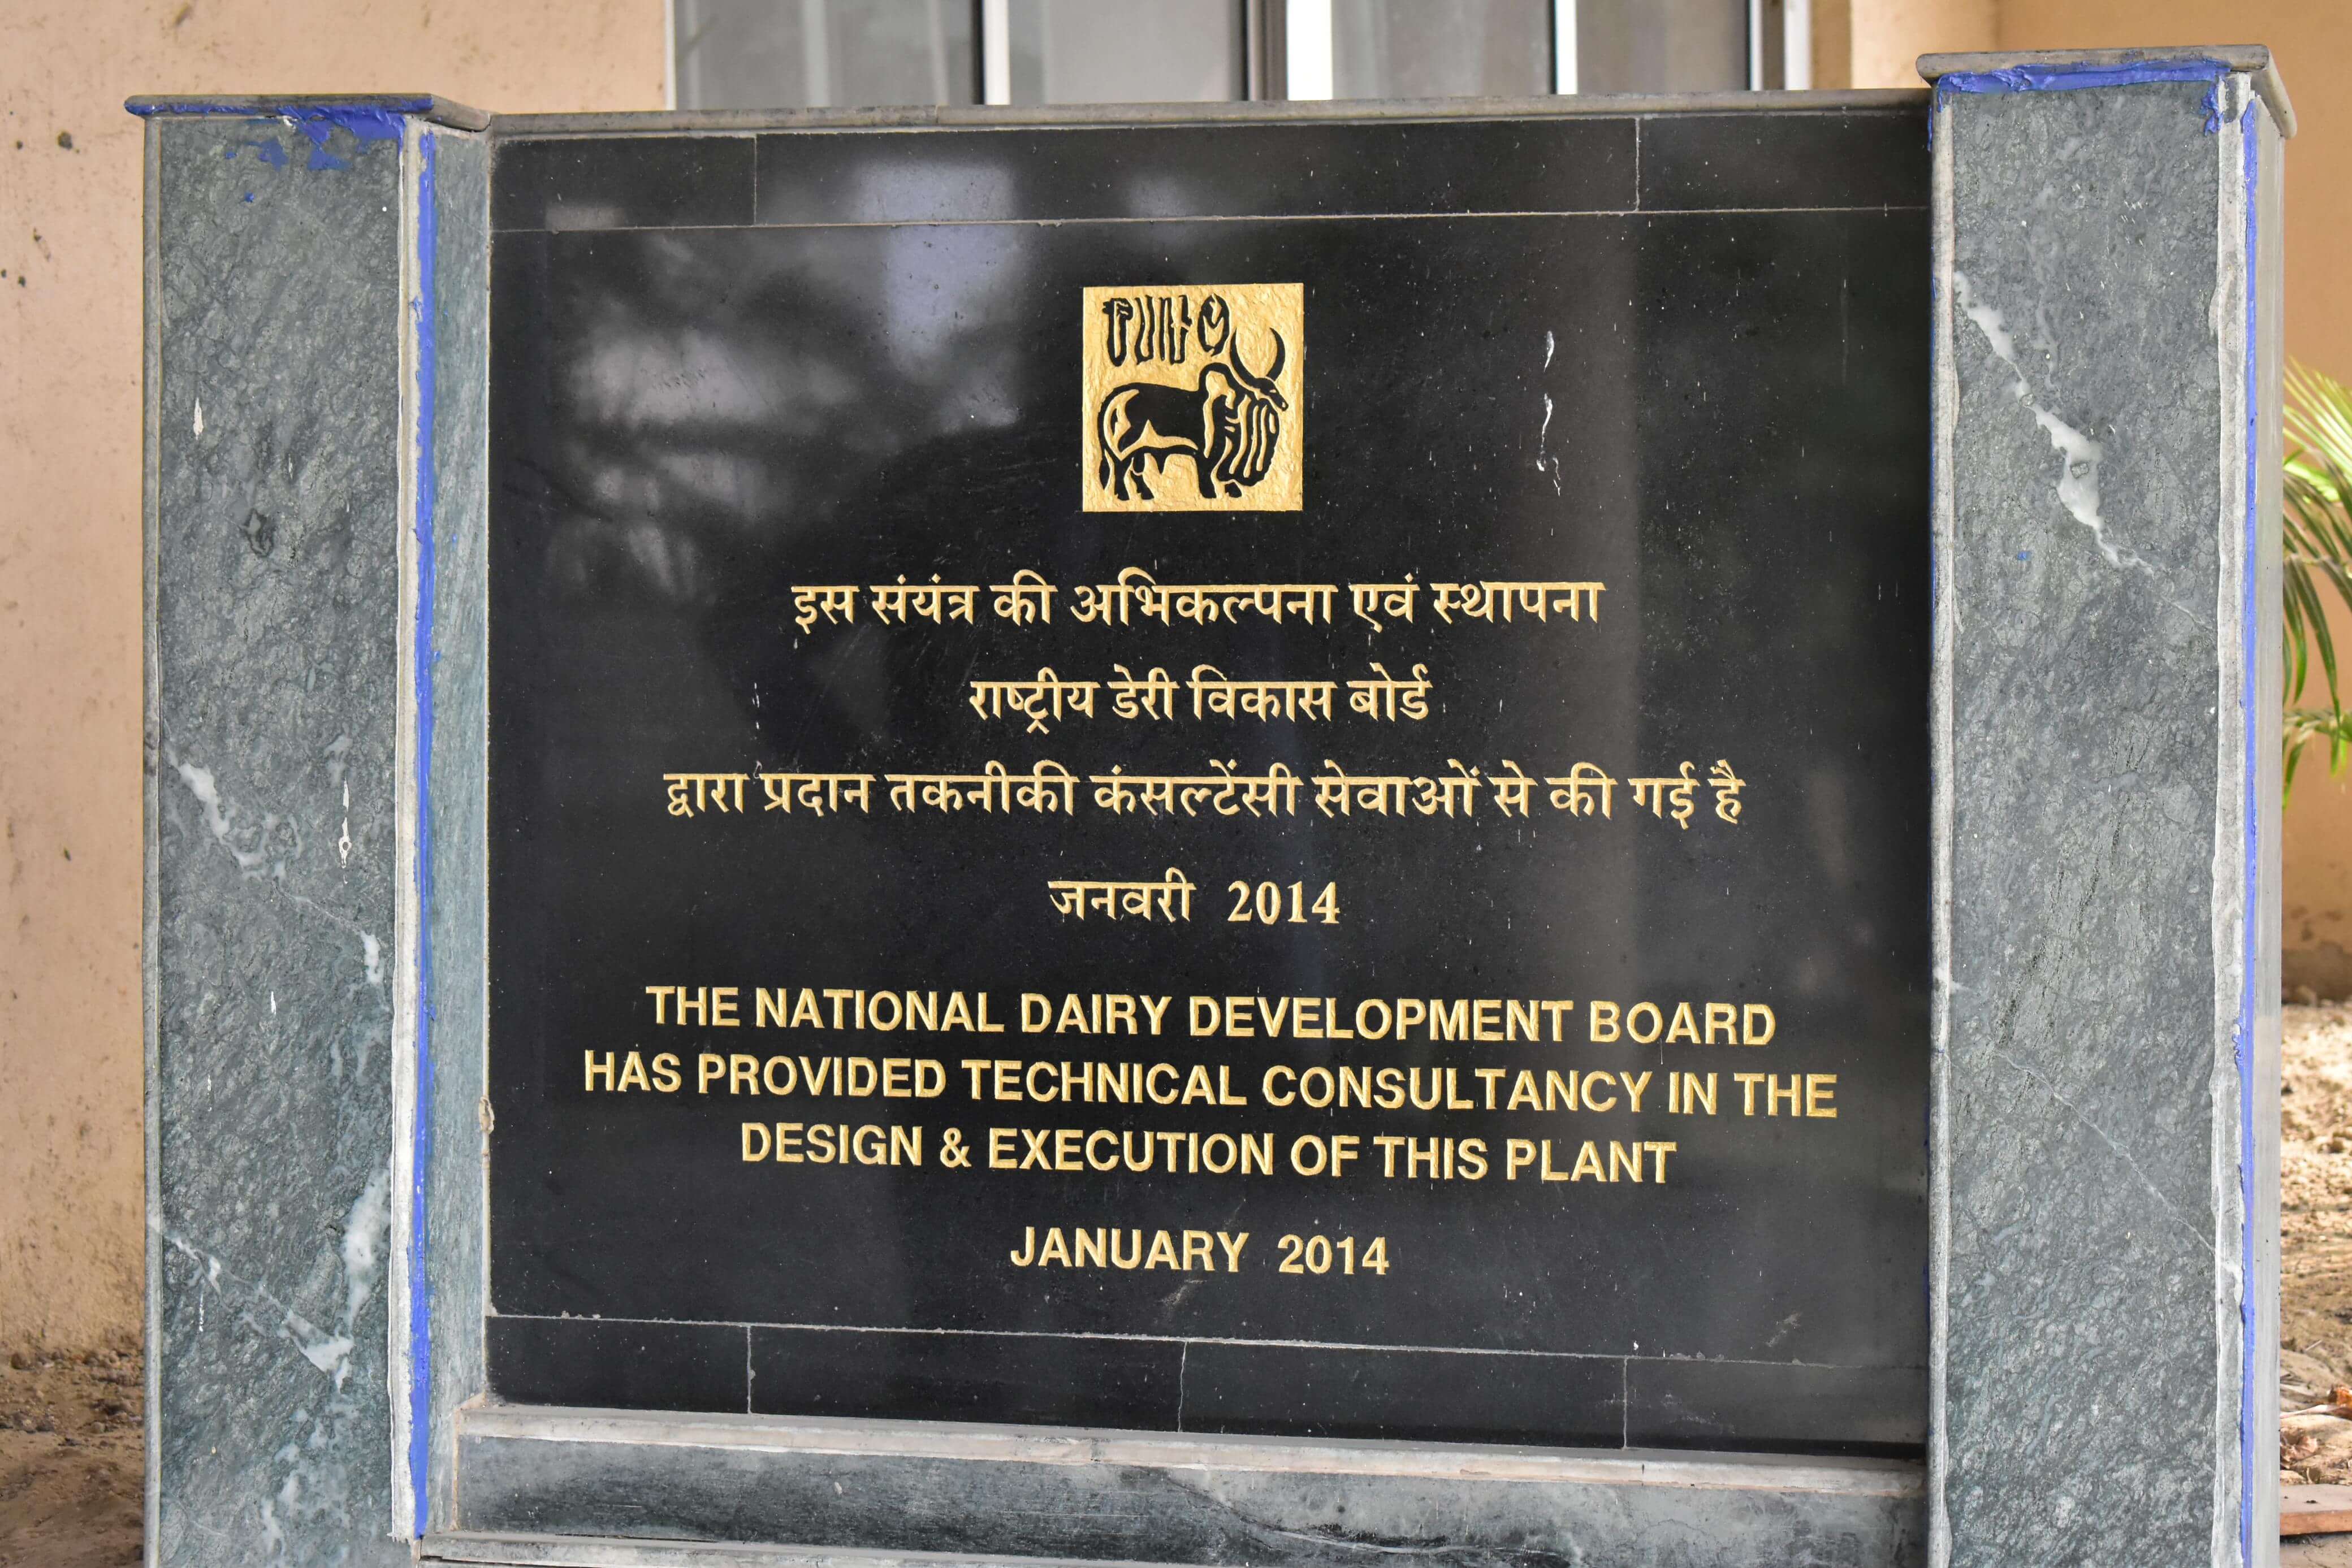 इस संयंत्र की अभिकल्पना एवं स्थापना
राष्ट्रीय डेरी विकास बोर्ड
द्वारा प्रदान तकनीकी कंसल्टेंसी सेवाओं से की गई है
जनवरी 2014
THE NATIONAL DAIRY DEVELOPMENT BOARD
HAS PROVIDED TECHNICAL CONSULTANCY IN THE
DESIGN & EXECUTION OF THIS PLANT
JANUARY 2014